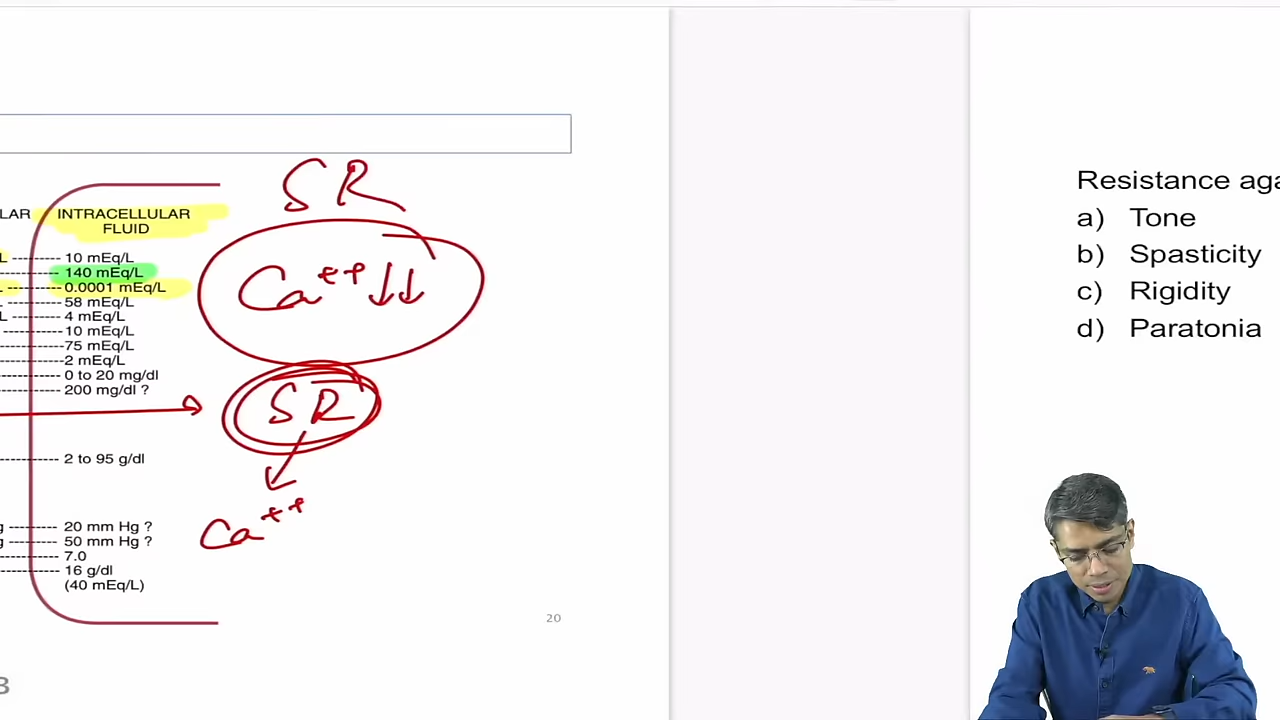 SR
LAR INTRACELLULAR
FLUID
L 10 mEq/L
140 mEq/L
L 0.0001 mEq/L
L 58 mEq/L
L 4 mEq/L
10 mEq/L
75 mEq/L
2 mEq/L
0 to 20 mg/dl
200 mg/dl ?
2 to 95 g/dl
g 20 mm Hg ?
g 50 mm Hg ?
7.0
16 g/dl
(40 mEq/L)
Ca++ ↓↓
SR
Ca++
20
3
Resistance aga
a) Tone
b) Spasticity
c) Rigidity
d) Paratonia